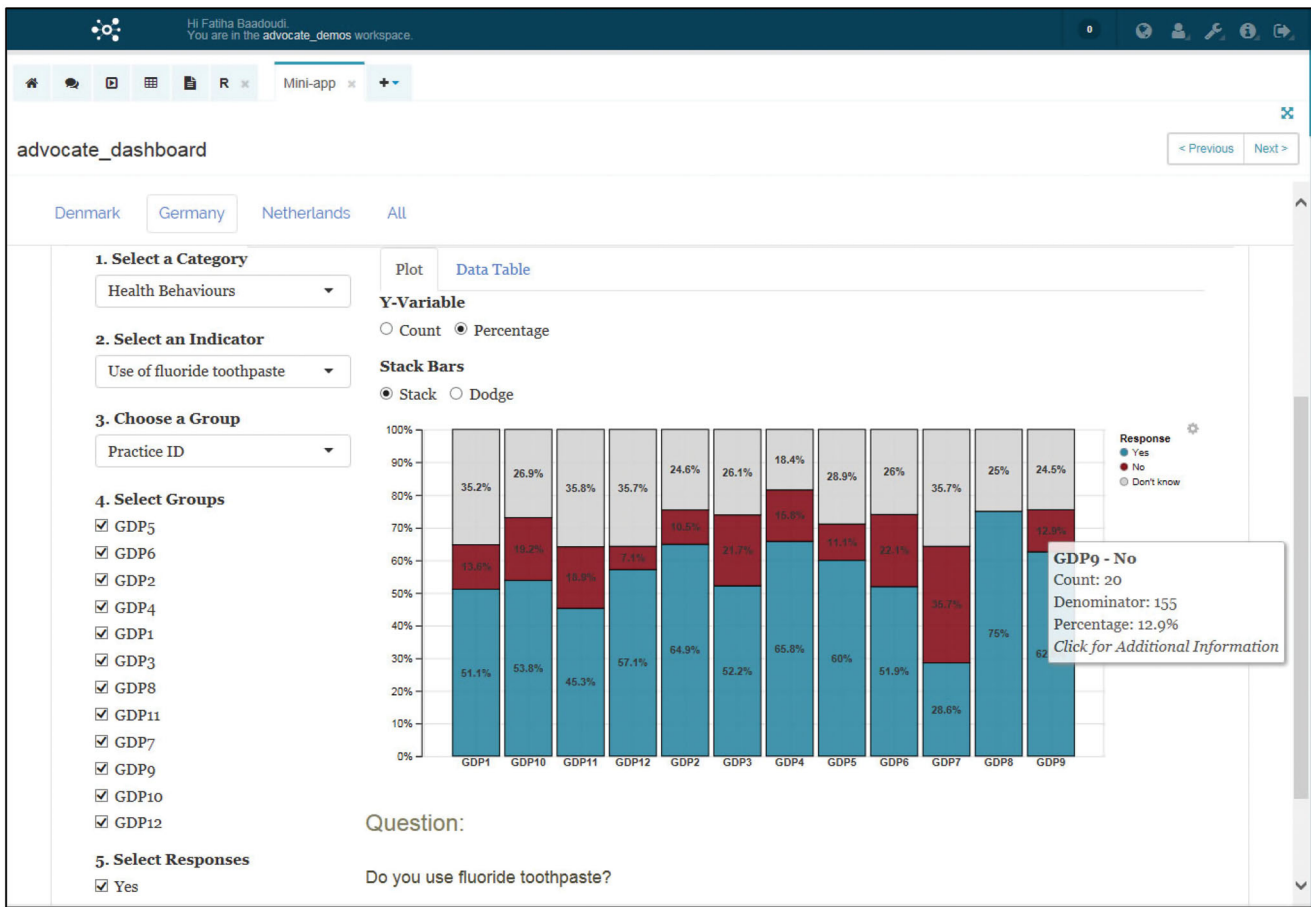 Hi Fatiha Baadoudi.
You are in the advocate_demos workspace.
0
R ×
Mini-app ×
+
advocate_dashboard
< Previous
Next >
Denmark
Germany
Netherlands
All
1. Select a Category
Health Behaviours
2. Select an Indicator
Use of fluoride toothpaste
3. Choose a Group
Practice ID
4. Select Groups
GDP5
GDP6
GDP2
GDP4
GDP1
GDP3
GDP8
GDP11
GDP7
GDP9
GDP10
GDP12
5. Select Responses
Yes
Plot
Data Table
Y-Variable
Count
Percentage
Stack Bars
Stack
Dodge
100%
90%
80%
70%
60%
50%
40%
30%
20%
10%
0%
35.2% 26.9% 35.8% 35.7% 24.6% 26.1% 18.4% 28.9% 26% 35.7% 25% 24.5%
13.6% 19.2% 18.9% 7.1% 10.5% 21.7% 15.8% 11.1% 22.1% 35.7% 12.9%
51.1% 53.8% 45.3% 57.1% 64.9% 52.2% 65.8% 60% 51.9% 28.6% 75%
GDP1 GDP10 GDP11 GDP12 GDP2 GDP3 GDP4 GDP5 GDP6 GDP7 GDP8 GDP9
Response
Yes
No
Don't know
GDP9 - No
Count: 20
Denominator: 155
Percentage: 12.9%
Click for Additional Information
Question:
Do you use fluoride toothpaste?